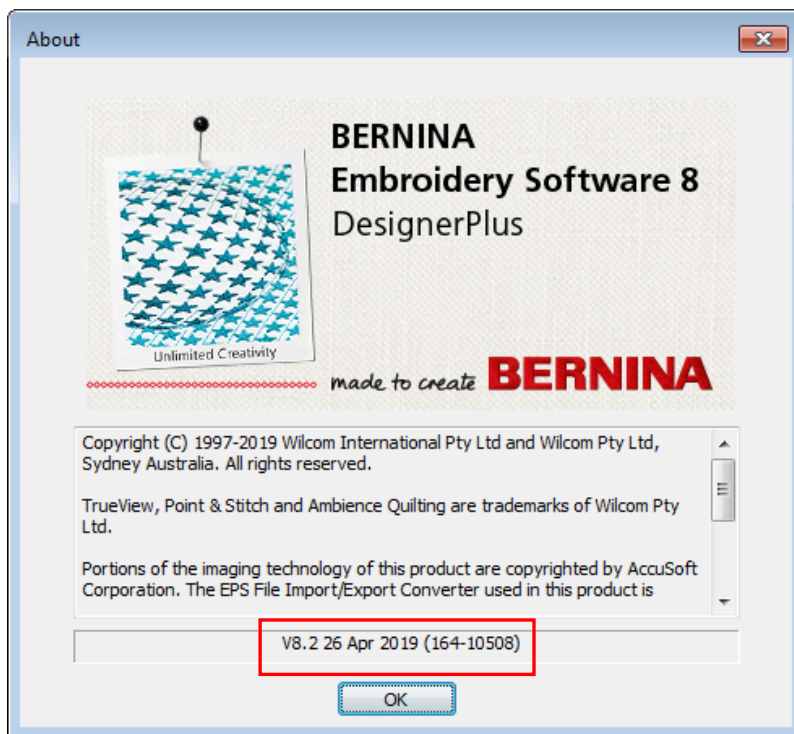 About
BERNINA
Embroidery Software 8
DesignerPlus
Unlimited Creativity
made to create BERNINA
Copyright (C) 1997-2019 Wilcom International Pty Ltd and Wilcom Pty Ltd,
Sydney Australia. All rights reserved.
TrueView, Point & Stitch and Ambience Quilting are trademarks of Wilcom Pty
Ltd.
Portions of the imaging technology of this product are copyrighted by AccuSoft
Corporation. The EPS File Import/Export Converter used in this product is
V8.2 26 Apr 2019 (164-10508)
OK